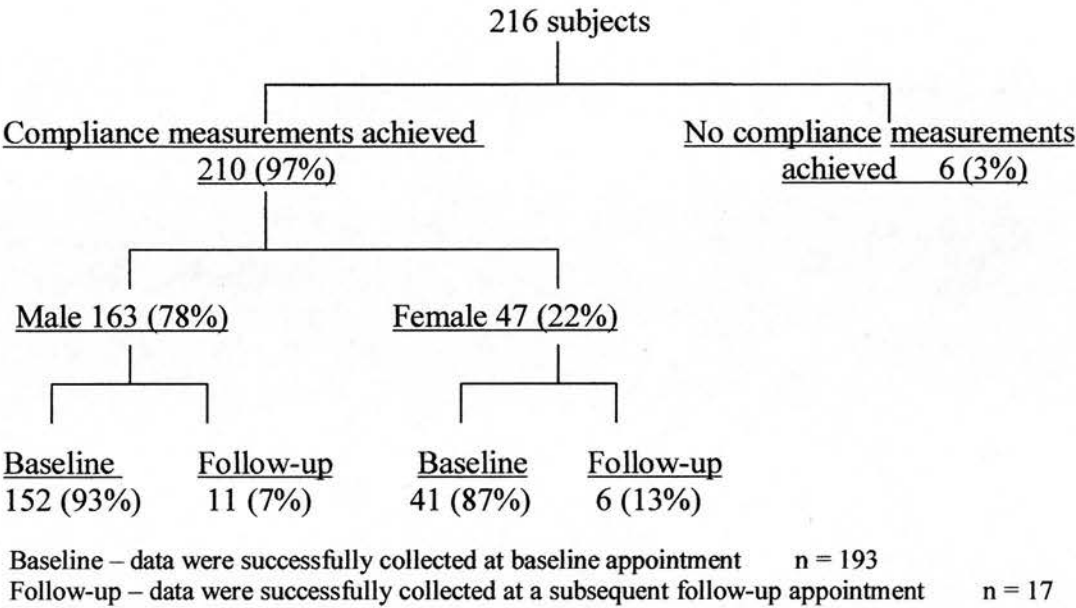 216 subjects
Compliance measurements achieved
210 (97%)
No compliance measurements
achieved 6 (3%)
Male 163 (78%)
Female 47 (22%)
Baseline
152 (93%)
Follow-up
11 (7%)
Baseline
41 (87%)
Follow-up
6 (13%)
Baseline – data were successfully collected at baseline appointment n = 193
Follow-up – data were successfully collected at a subsequent follow-up appointment n = 17